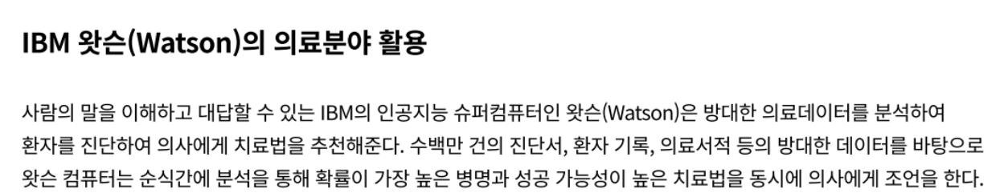 IBM 왓슨(Watson)의 의료분야 활용
사람의 말을 이해하고 대답할 수 있는 IBM의 인공지능 슈퍼컴퓨터인 왓슨(Watson)은 방대한 의료데이터를 분석하여
환자를 진단하여 의사에게 치료법을 추천해준다. 수백만 건의 진단서, 환자 기록, 의료서적 등의 방대한 데이터를 바탕으로
왓슨 컴퓨터는 순식간에 분석을 통해 확률이 가장 높은 병명과 성공 가능성이 높은 치료법을 동시에 의사에게 조언을 한다.